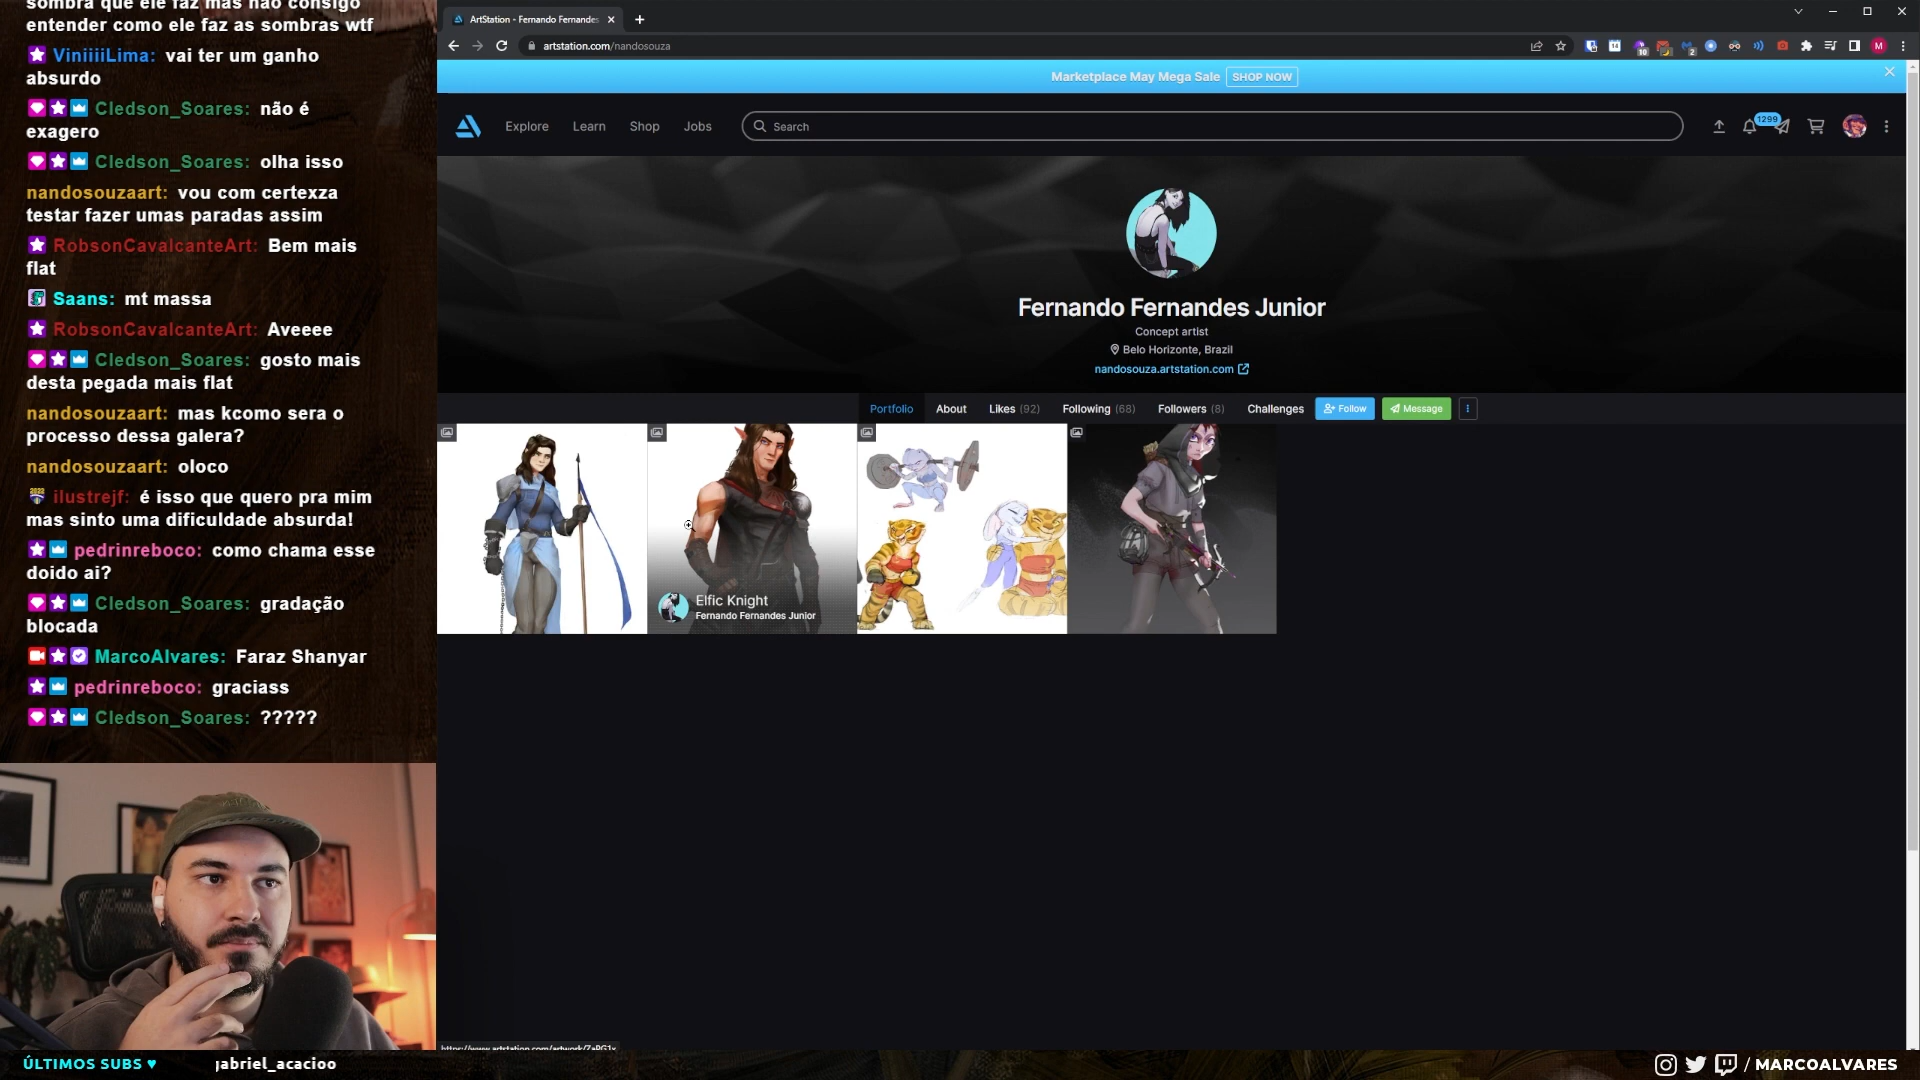 sombra que ele faz mas não consigo
entender como ele faz as sombras wtf
ViniiiiLima: vai ter um ganho
absurdo
Cledson_Soares: não é
exagero
Cledson_Soares: olha isso
nandosouzaart: vou com certexza
testar fazer umas paradas assim
RobsonCavalcanteArt: Bem mais
flat
Saans: mt massa
RobsonCavalcanteArt: Aveeee
Cledson_Soares: gosto mais
desta pegada mais flat
nandosouzaart: mas kcomo sera o
processo dessa galera?
nandosouzaart: oloco
ilustrejf: é isso que quero pra mim
mas sinto uma dificuldade absurda!
pedrinreboco: como chama esse
doido ai?
Cledson_Soares: gradação
blocada
MarcoAlvares: Faraz Shanyar
pedrinreboco: graciass
Cledson_Soares: ?????
ArtStation - Fernando Fernandes
artstation.com/nandosouza
Marketplace May Mega Sale SHOP NOW
Explore Learn Shop Jobs Search 1299
Fernando Fernandes Junior
Concept artist
Belo Horizonte, Brazil
nandosouza.artstation.com
Portfolio About Likes (92) Following (68) Followers (8) Challenges Follow Message
Elfic Knight
Fernando Fernandes Junior
ÚLTIMOS SUBS ♥ gabriel_acacioo
/ MARCOALVARES